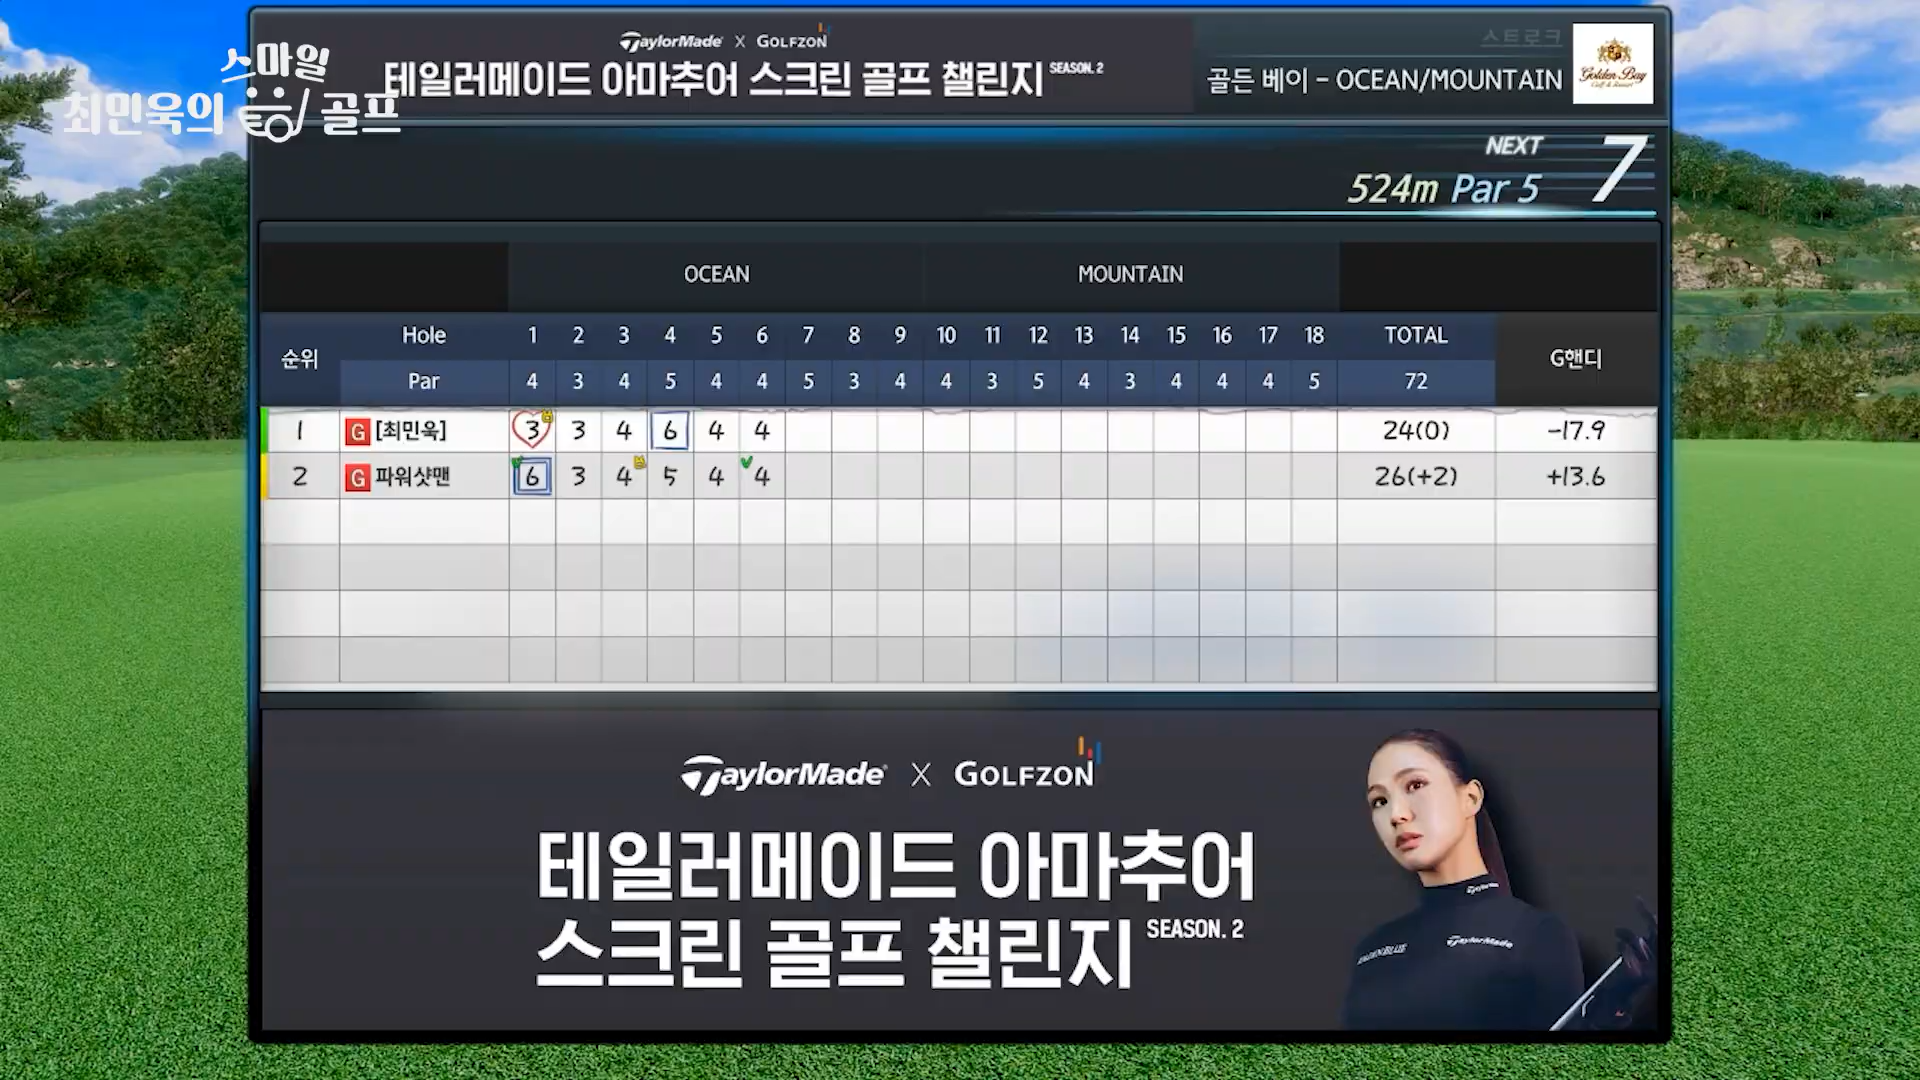 스마일
최민욱의 골프
TaylorMade X GOLFZON
테일러메이드 아마추어 스크린 골프 챌린지 SEASON. 2
스트로크
골든 베이 - OCEAN/MOUNTAIN
Golden Bay
Golf & Resort
NEXT
524m Par 5 7
OCEAN MOUNTAIN
순위 Hole 1 2 3 4 5 6 7 8 9 10 11 12 13 14 15 16 17 18 TOTAL G핸디
Par 4 3 4 5 4 4 5 3 4 4 3 5 4 3 4 4 4 5 72
1 G [최민욱] 3 3 4 6 4 4 24(0) -17.9
2 G 파워샷맨 6 3 4 5 4 4 26(+2) +13.6
TaylorMade X GOLFZON
테일러메이드 아마추어
스크린 골프 챌린지 SEASON. 2
TaylorMade
TaylorMade